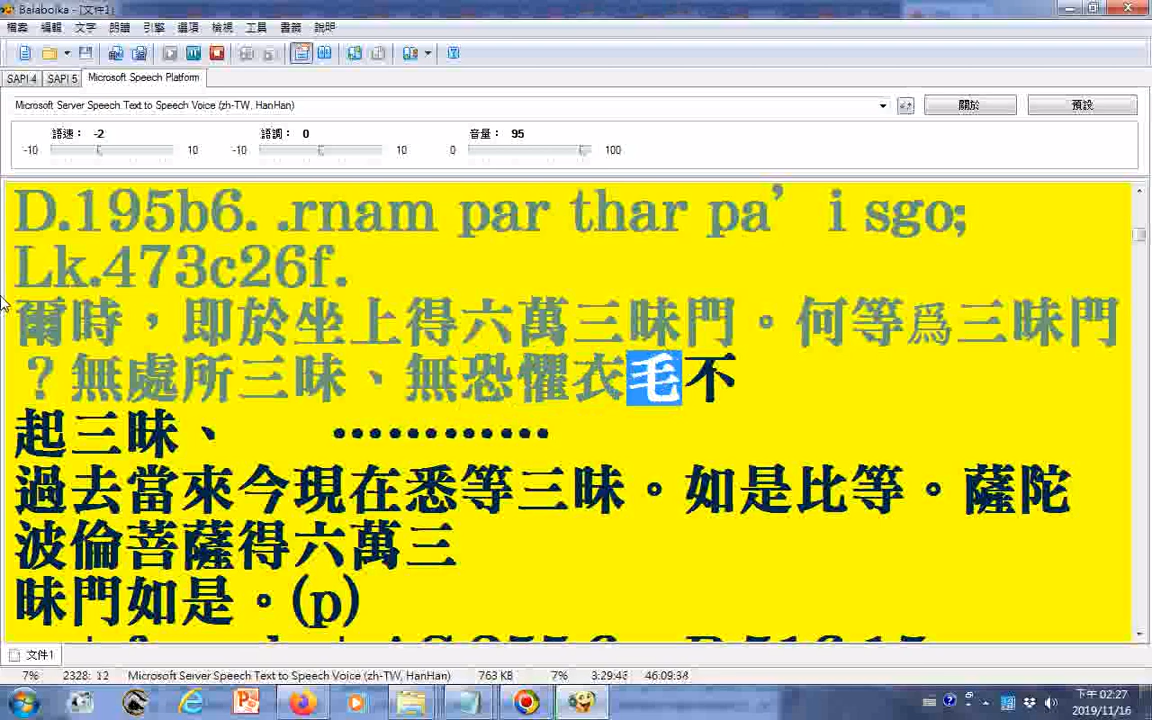 Balabolka - [文件1]
檔案 編輯 文字 朗讀 引擎 選項 檢視 工具 書籤 說明
SAPI 4 SAPI 5 Microsoft Speech Platform
Microsoft Server Speech Text to Speech Voice (zh-TW, HanHan) 關於 預設
語速： -2 語調： 0 音量： 95
-10 10 -10 10 0 100
D.195b6. .rnam par thar pa’i sgo;
Lk.473c26f.
爾時，即於坐上得六萬三昧門。何等爲三昧門
？無處所三昧、無恐懼衣毛不
起三昧、 ············
過去當來今現在悉等三昧。如是比等。薩陀
波倫菩薩得六萬三
昧門如是。(p)
文件1
7% 2328: 12 Microsoft Server Speech Text to Speech Voice (zh-TW, HanHan) 763 KB 7% 3:29:43 46:09:38
下午 02:27
2019/11/16